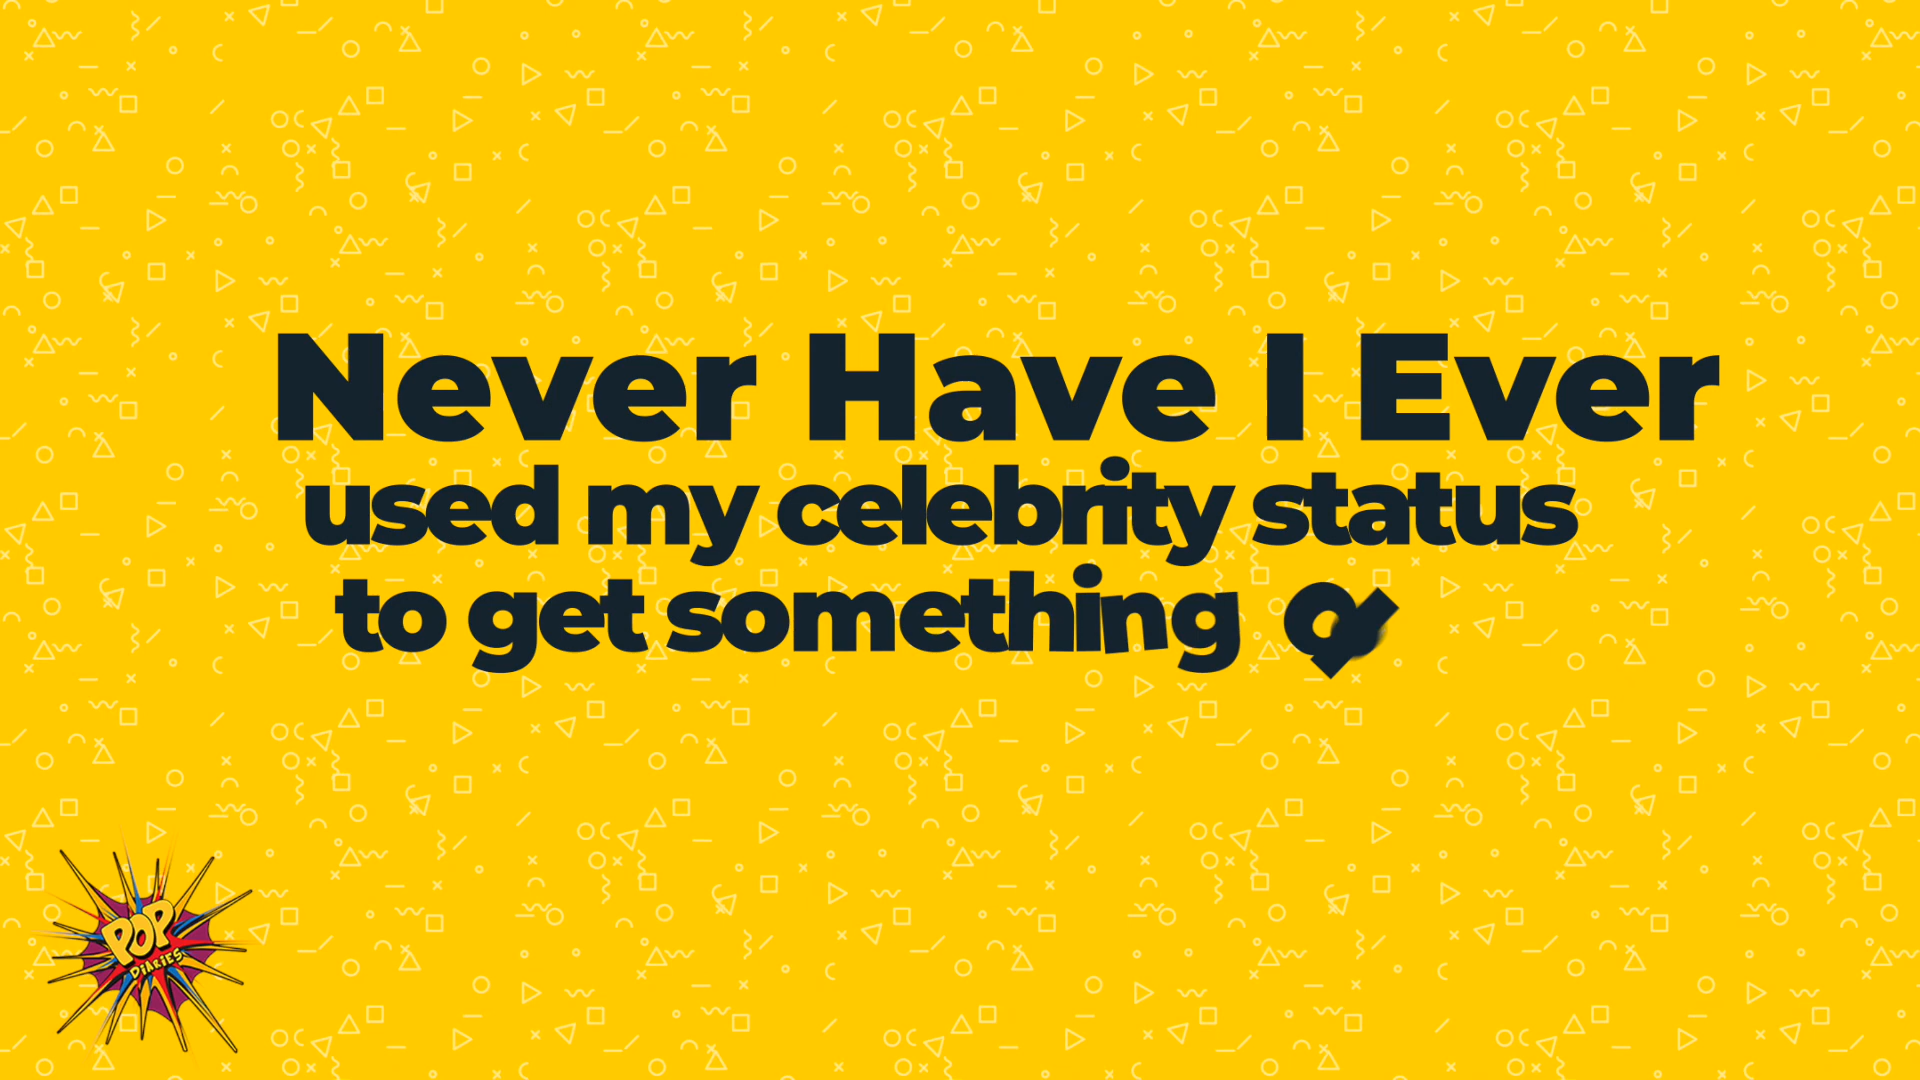 Never Have I Ever
used my celebrity status
to get something
POP
DIARIES